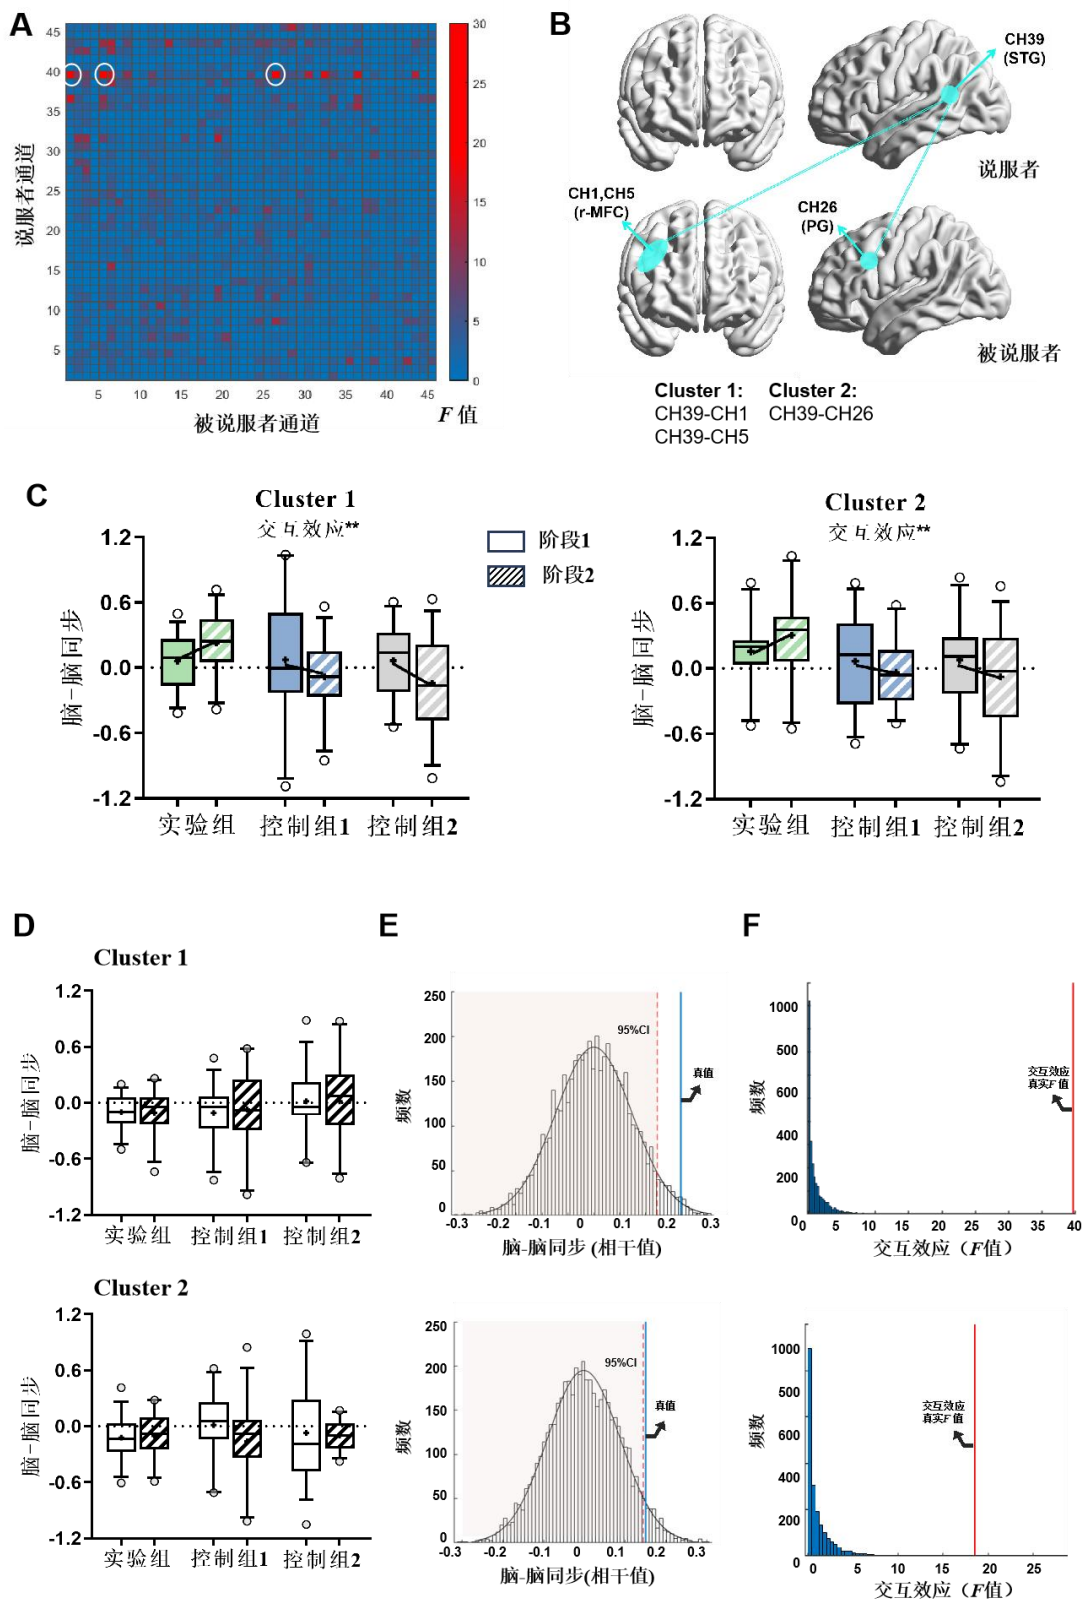 A
45
40
35
30
25
20
15
10
5
说服者通道
5
10
15
20
25
30
35
40
45
被说服者通道
30
25
20
15
10
5
0
F 值
B
CH39
(STG)
说服者
CH1,CH5
(r-MFC)
CH26
(PG)
被说服者
Cluster 1:
CH39-CH1
CH39-CH5
Cluster 2:
CH39-CH26
C
Cluster 1
交互效应**
1.2
0.6
0.0
-0.6
-1.2
脑-脑同步
实验组
控制组1
控制组2
阶段1
阶段2
Cluster 2
交互效应**
1.2
0.6
0.0
-0.6
-1.2
脑-脑同步
实验组
控制组1
控制组2
D
Cluster 1
1.2
0.6
0.0
-0.6
-1.2
脑-脑同步
实验组
控制组1
控制组2
Cluster 2
1.2
0.6
0.0
-0.6
-1.2
脑-脑同步
实验组
控制组1
控制组2
E
250
200
150
100
50
0
频数
95%CI
真值
-0.3
-0.1
0
0.1
0.2
0.3
脑-脑同步 (相干值)
250
200
150
100
50
0
频数
95%CI
真值
-0.3
-0.1
0
0.1
0.2
0.3
脑-脑同步(相干值)
F
1000
500
600
400
200
0
频数
交互效应
真实F 值
0
5
10
15
20
25
30
35
40
交互效应（F值）
1000
500
600
400
200
0
频数
交互效应
真实F 值
0
5
10
15
20
25
交互效应（F值）